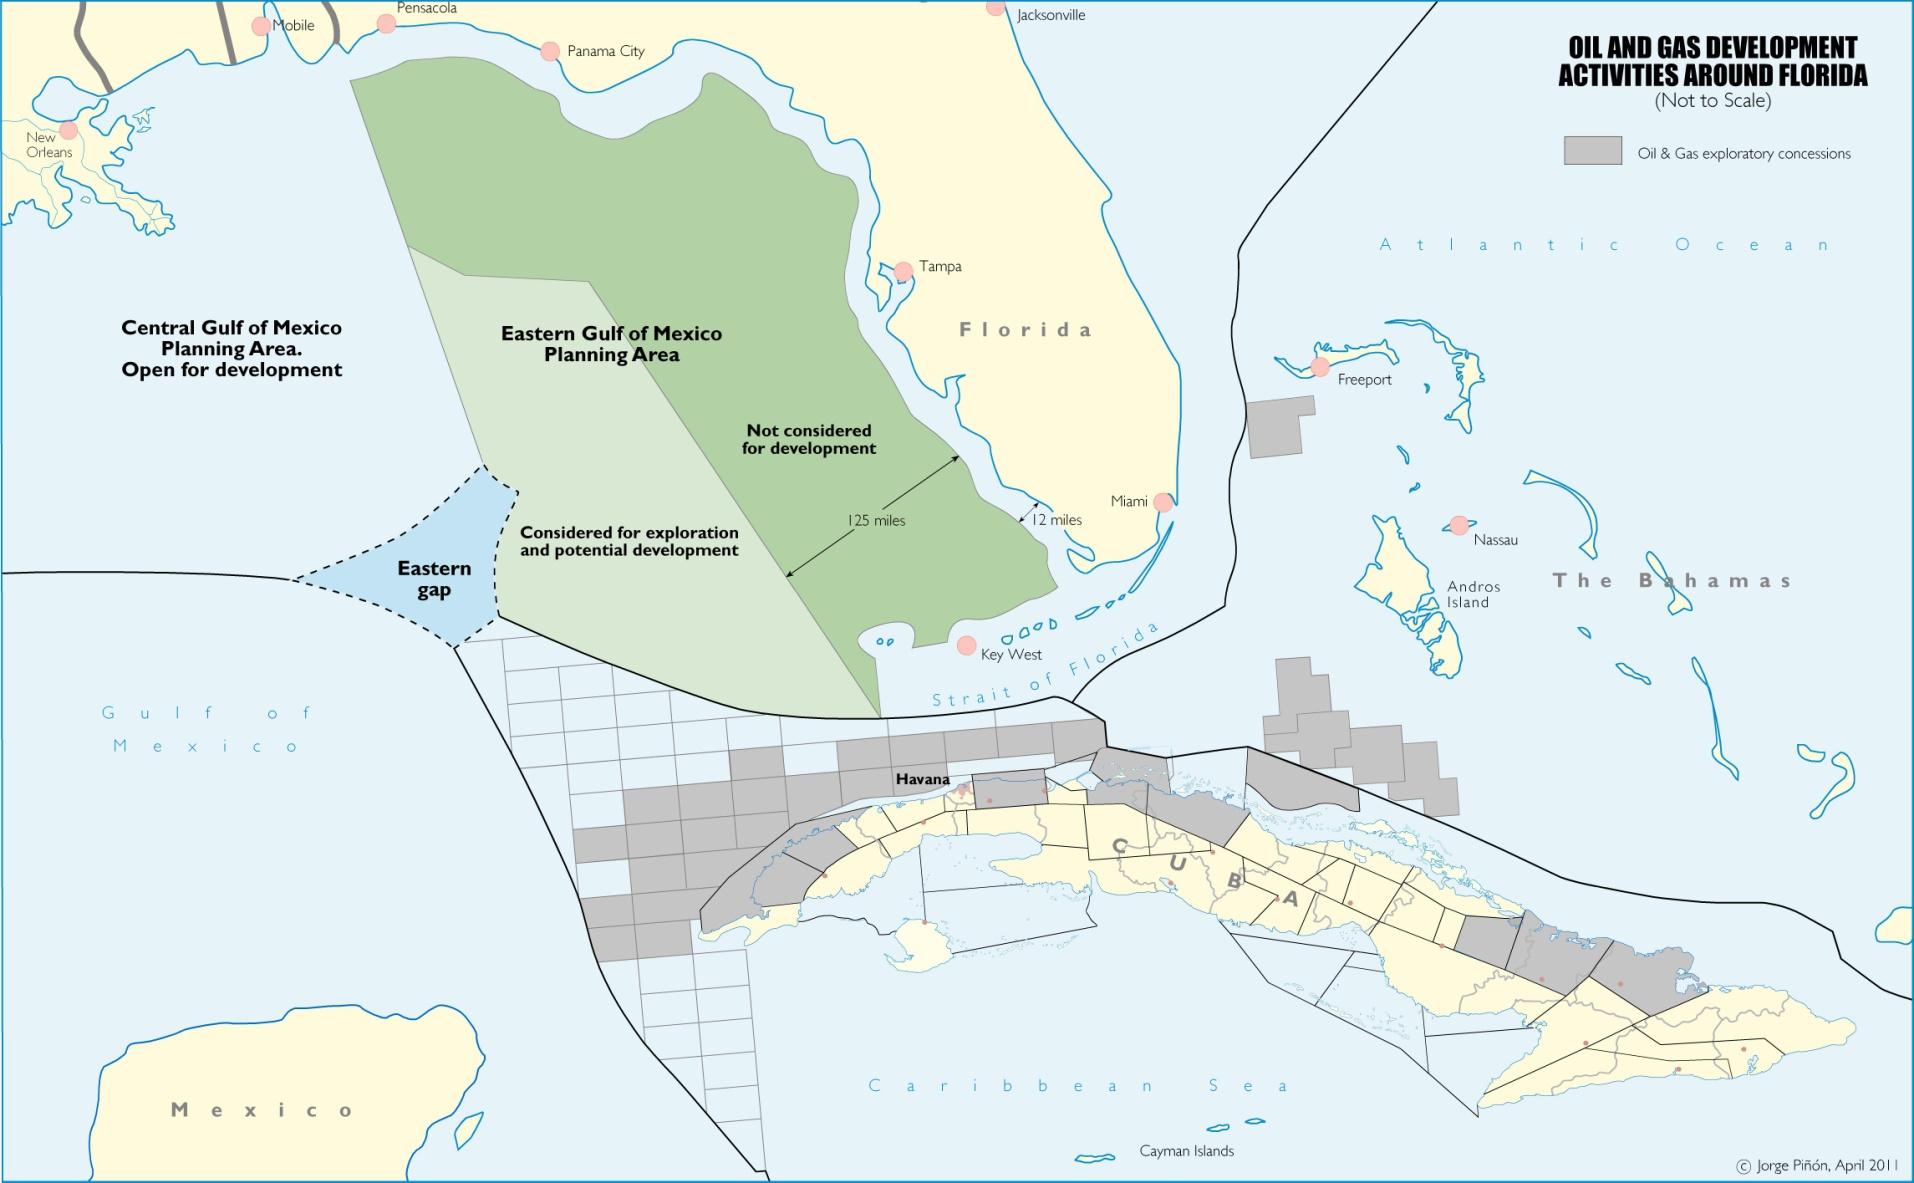 OIL AND GAS DEVELOPMENT
ACTIVITIES AROUND FLORIDA
(Not to Scale)
Oil & Gas exploratory concessions
Pensacola
Mobile
Panama City
Jacksonville
New
Orleans
Tampa
Florida
Atlantic Ocean
Central Gulf of Mexico
Planning Area.
Open for development
Eastern Gulf of Mexico
Planning Area
Freeport
Not considered
for development
125 miles
12 miles
Miami
Considered for exploration
and potential development
Nassau
Eastern
gap
Andros
Island
The Bahamas
Key West
Strait of Florida
Gulf of
Mexico
Havana
CUBA
Caribbean Sea
Mexico
Cayman Islands
© Jorge Piñón, April 2011